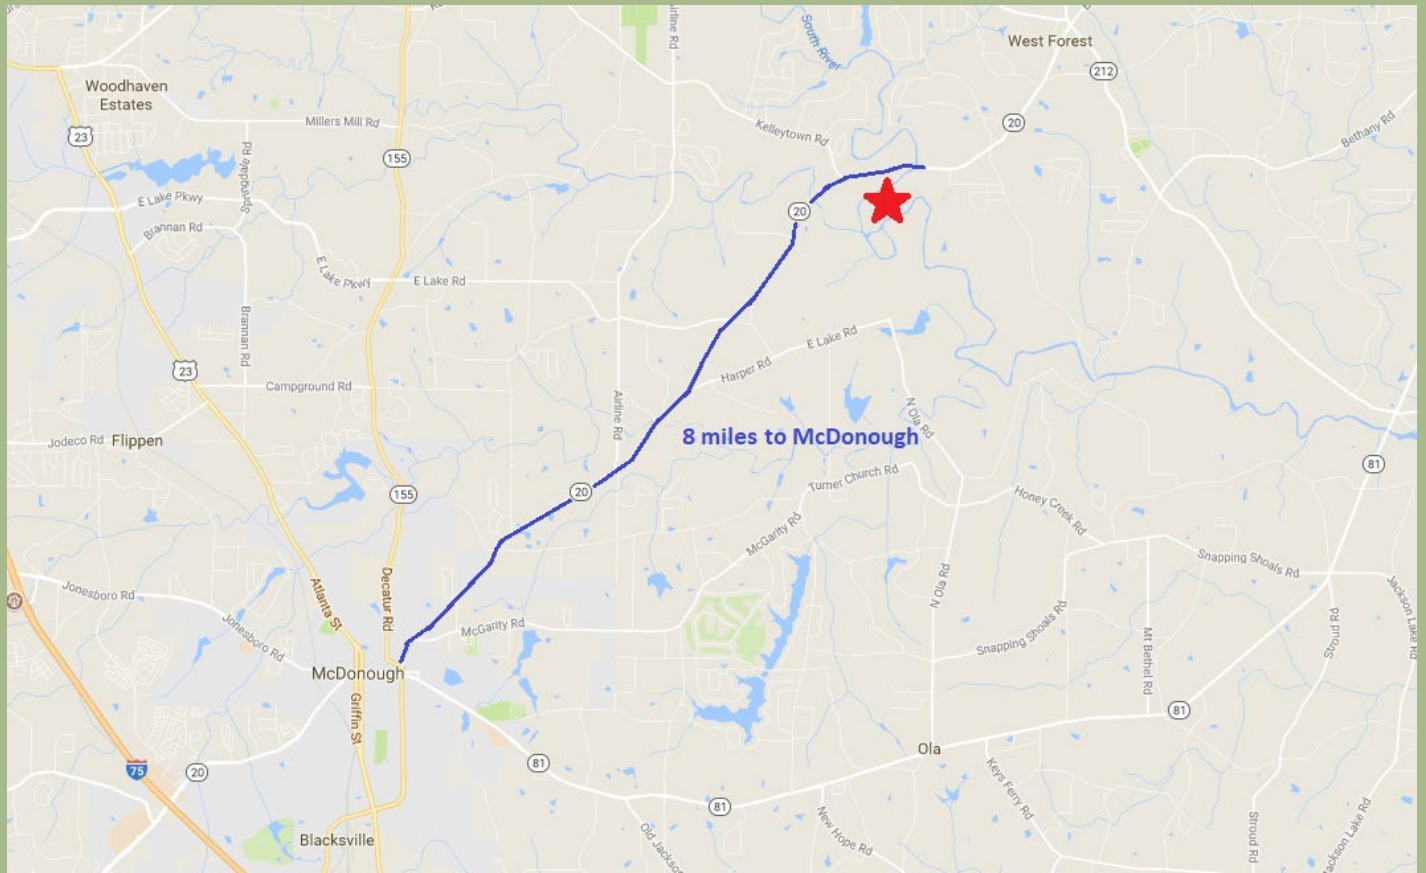 Airline Rd
South River
West Forest
Woodhaven
Estates
212
20
Millers Mill Rd
Kelleytown Rd
Bethany Rd
23
155
Springdale Rd
E Lake Pkwy
20
Brannan Rd
E Lake Pkwy
E Lake Rd
Brannan Rd
E Lake Rd
Harper Rd
23
Campground Rd
Airline Rd
N Ola Rd
8 miles to McDonough
Jodeco Rd
Flippen
81
Turner Church Rd
155
20
Honey Creek Rd
McGarity Rd
Snapping Shoals Rd
Jonesboro Rd
Atlanta St
Decatur Rd
N Ola Rd
Jackson Lake Rd
Jonesboro Rd
McGarity Rd
Snapping Shoals Rd
Stroud Rd
McDonough
Mt Bethel Rd
Griffin St
81
Ola
75
20
81
Keys Ferry Rd
81
New Hope Rd
Blacksville
Old Jackson
Stroud Rd
Jackson Lake Rd